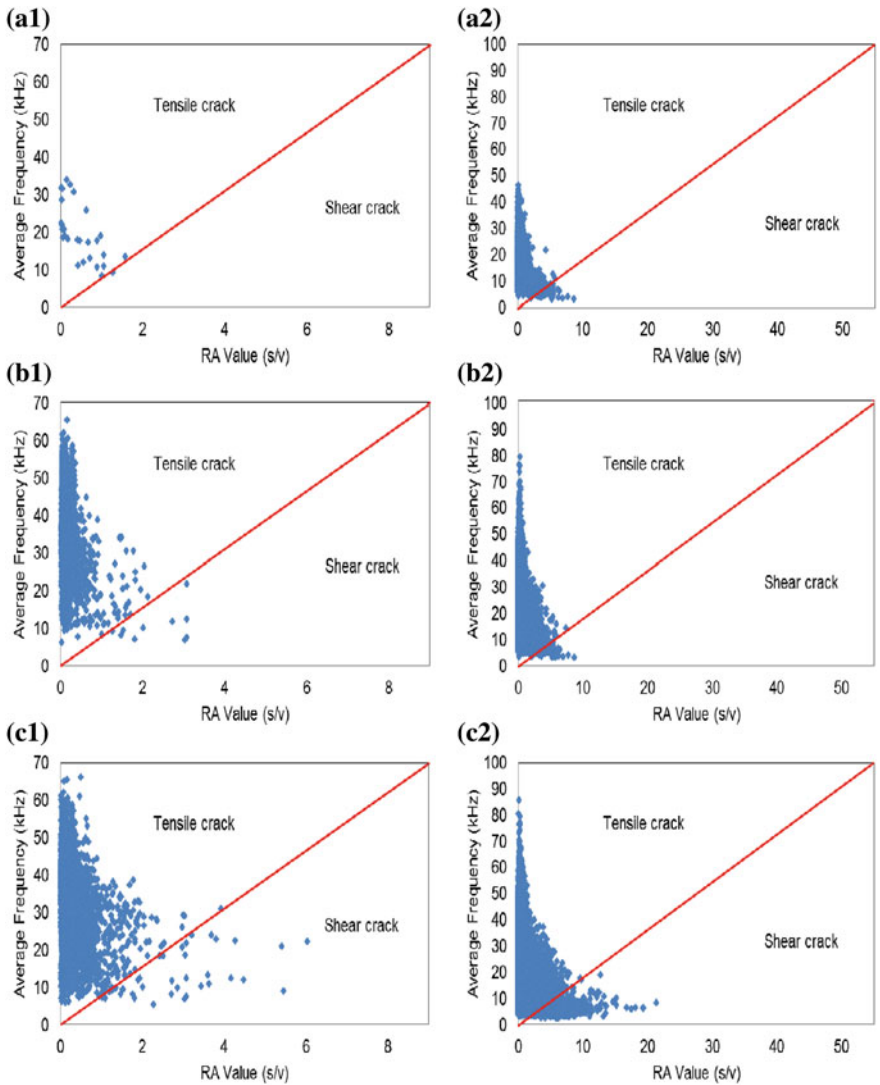 (a1)
70
60
50
40
30
20
10
0
Average Frequency (kHz)
Tensile crack
Shear crack
0 2 4 6 8
RA Value (s/v)
(a2)
100
90
80
70
60
50
40
30
20
10
0
Average Frequency (kHz)
Tensile crack
Shear crack
0 10 20 30 40 50
RA Value (s/v)
(b1)
70
60
50
40
30
20
10
0
Average Frequency (kHz)
Tensile crack
Shear crack
0 2 4 6 8
RA Value (s/v)
(b2)
100
90
80
70
60
50
40
30
20
10
0
Average Frequency (kHz)
Tensile crack
Shear crack
0 10 20 30 40 50
RA Value (s/v)
(c1)
70
60
50
40
30
20
10
0
Average Frequency (kHz)
Tensile crack
Shear crack
0 2 4 6 8
RA Value (s/v)
(c2)
100
90
80
70
60
50
40
30
20
10
0
Average Frequency (kHz)
Tensile crack
Shear crack
0 10 20 30 40 50
RA Value (s/v)